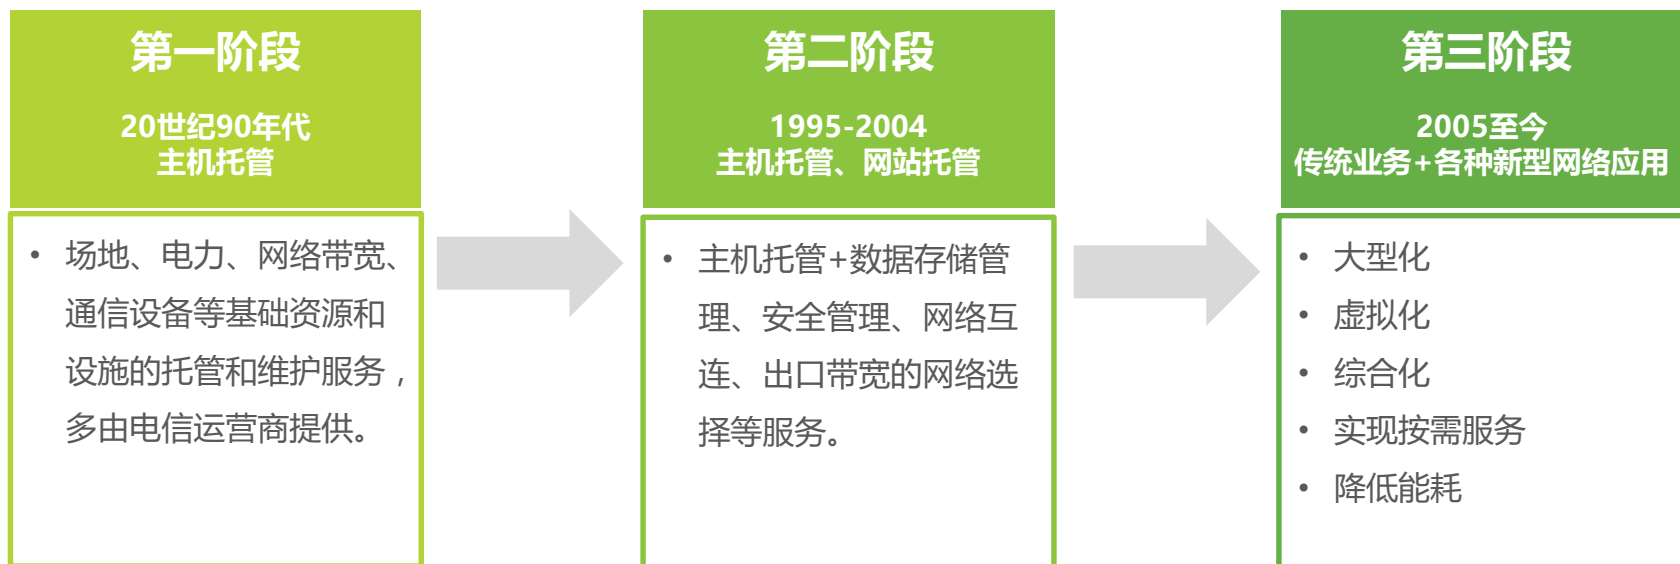 第一阶段
20世纪90年代
主机托管
• 场地、电力、网络带宽、
通信设备等基础资源和
设施的托管和维护服务，
多由电信运营商提供。
第二阶段
1995-2004
主机托管、网站托管
• 主机托管+数据存储管
理、安全管理、网络互
连、出口带宽的网络选
择等服务。
第三阶段
2005至今
传统业务+各种新型网络应用
• 大型化
• 虚拟化
• 综合化
• 实现按需服务
• 降低能耗